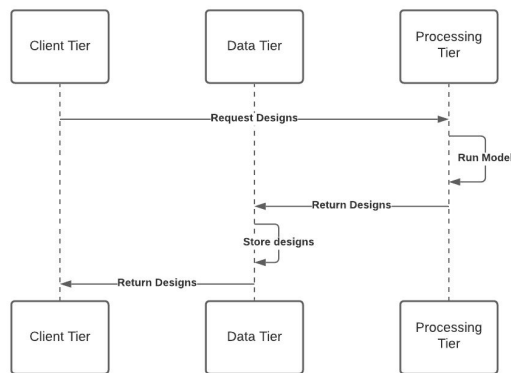 Client Tier
Data Tier
Processing
Tier
Request Designs
Run Model
Return Designs
Store designs
Return Designs
Client Tier
Data Tier
Processing
Tier